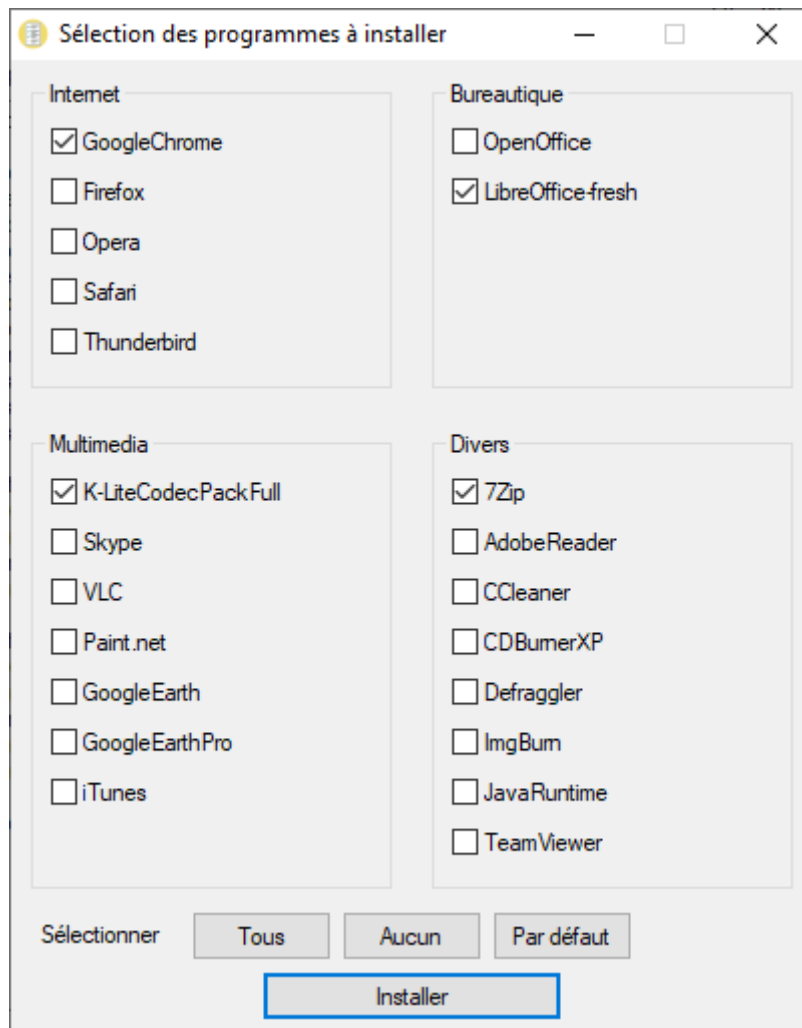 Sélection des programmes à installer
Internet
GoogleChrome
Firefox
Opera
Safari
Thunderbird
Bureautique
OpenOffice
LibreOffice-fresh
Multimedia
K-LiteCodecPackFull
Skype
VLC
Paint.net
GoogleEarth
GoogleEarthPro
iTunes
Divers
7Zip
AdobeReader
CCleaner
CDBurnerXP
Defraggler
ImgBurn
JavaRuntime
TeamViewer
Sélectionner Tous Aucun Par défaut
Installer